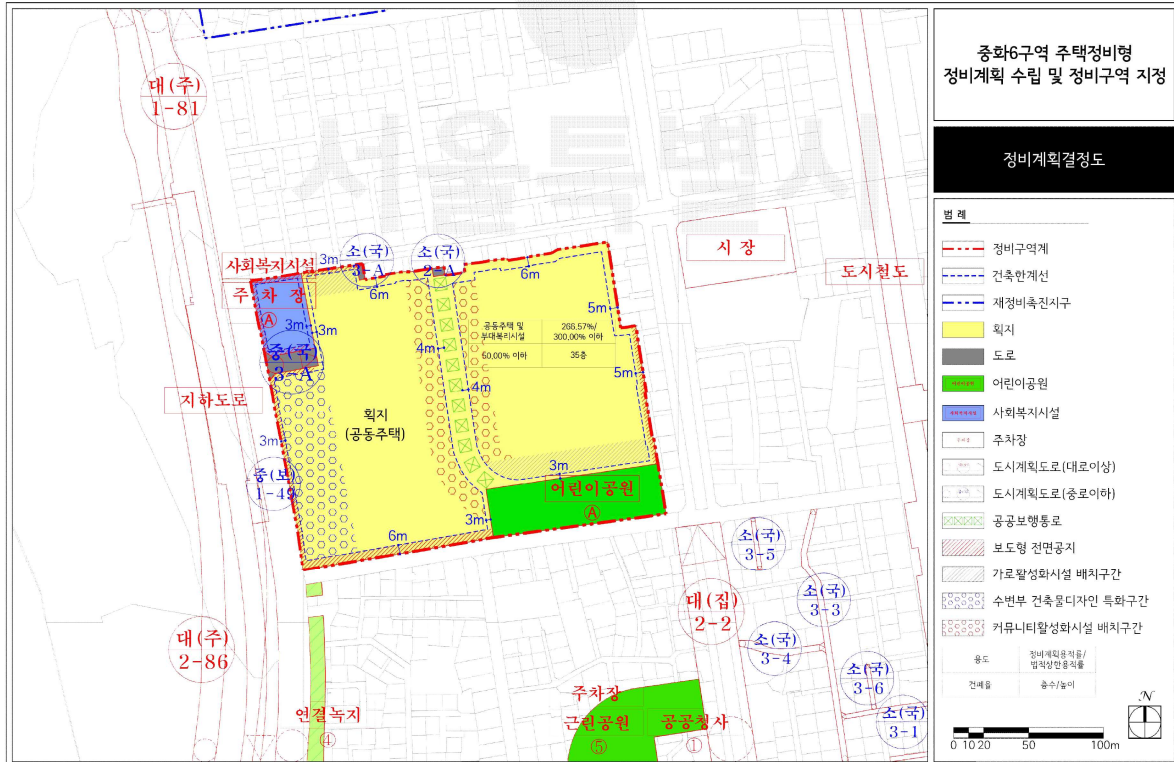 중화6구역 주택정비형
정비계획 수립 및 정비구역 지정
정비계획결정도
범 례
정비구역계
건축한계선
재정비촉진지구
획지
도로
어린이공원
사회복지시설
주차장
도시계획도로(대로이상)
도시계획도로(중로이하)
공공보행통로
보도형 전면공지
가로활성화시설 배치구간
수변부 건축물디자인 특화구간
커뮤니티활성화시설 배치구간
용도
정비계획용적률/
법적상한용적률
건폐율
층수/높이
N
0 10 20 50 100m
서울특별시
대(주)
1-81
시 장
도시철도
사회복지시설
주 차 장
Ⓐ
3m
소(국)
3-A
소(국)
2-A
6m
6m
5m
3m
3m
중(국)
3-A
공동주택 및
부대복리시설
266.57%/
300.00% 이하
50.00% 이하
35층
4m
4m
5m
지하도로
획지
(공동주택)
3m
중(보)
1-49
3m
어린이공원
Ⓐ
3m
6m
소(국)
3-5
대(집)
2-2
소(국)
3-3
소(국)
3-4
소(국)
3-6
소(국)
3-1
대(주)
2-86
연결녹지
④
주차장
근린공원
⑤
공공청사
①